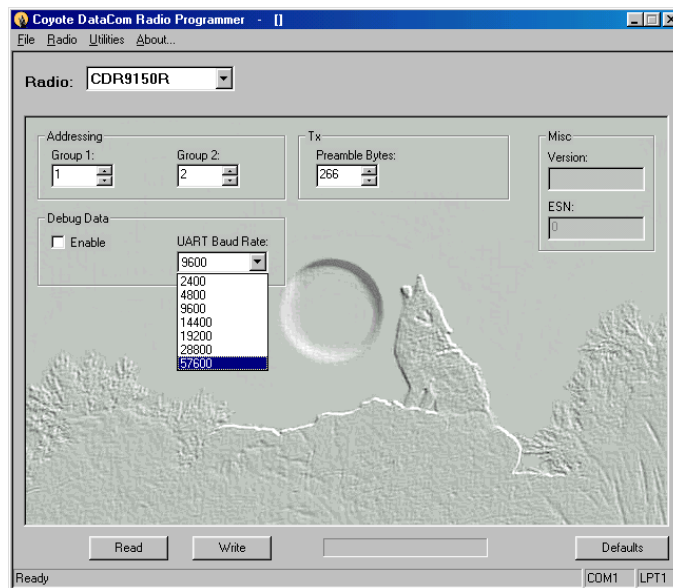 Coyote DataCom Radio Programmer - []
File Radio Utilities About...
Radio: CDR9150R
Addressing
Group 1: Group 2:
1 2
Tx
Preamble Bytes:
266
Misc
Version:
ESN:
0
Debug Data
Enable
UART Baud Rate:
9600
2400
4800
9600
14400
19200
28800
57600
Read Write Defaults
Ready COM1 LPT1